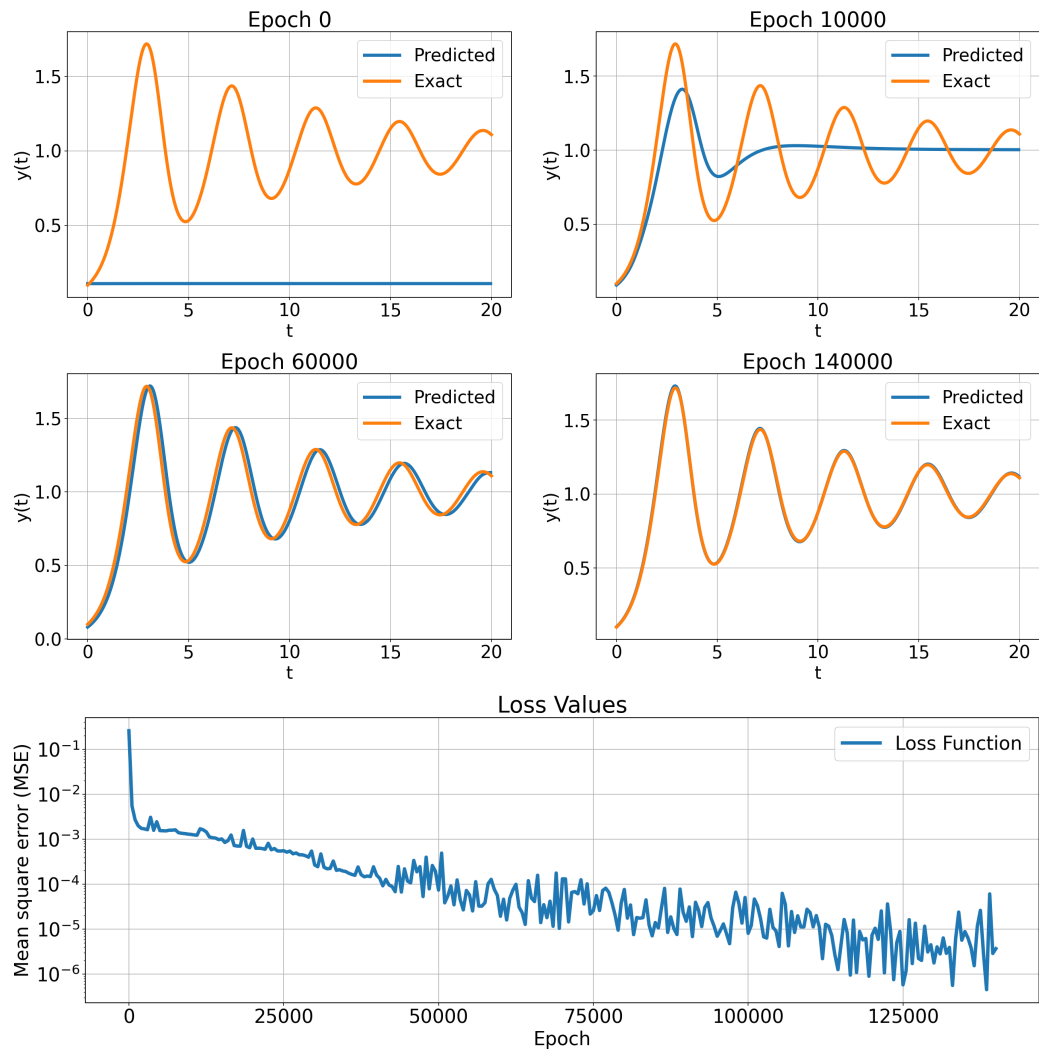 Epoch 0
Predicted
Exact
1.5
1.0
0.5
y(t)
0 5 10 15 20
t
Epoch 10000
Predicted
Exact
1.5
1.0
0.5
y(t)
0 5 10 15 20
t
Epoch 60000
Predicted
Exact
1.5
1.0
0.5
0.0
y(t)
0 5 10 15 20
t
Epoch 140000
Predicted
Exact
1.5
1.0
0.5
y(t)
0 5 10 15 20
t
Loss Values
Loss Function
10⁻¹
10⁻²
10⁻³
10⁻⁴
10⁻⁵
10⁻⁶
Mean square error (MSE)
0 25000 50000 75000 100000 125000
Epoch